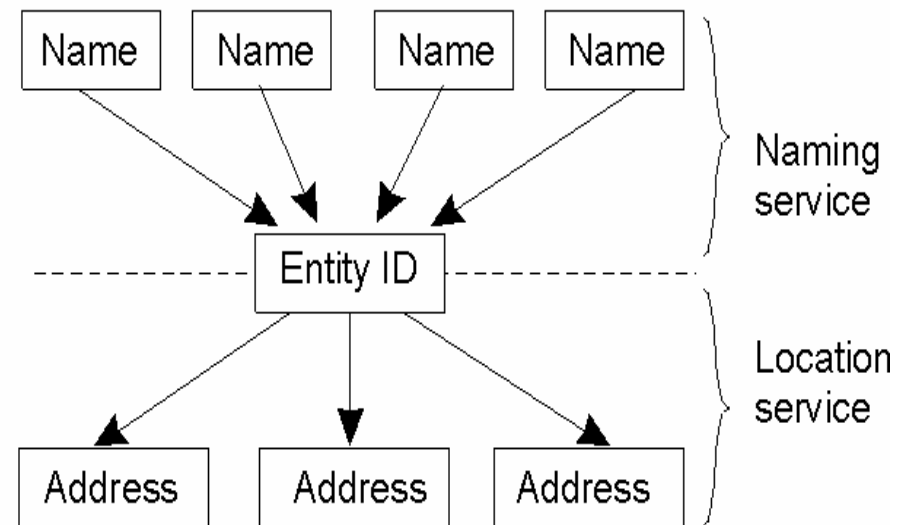 Name Name Name Name
Naming
service
Entity ID
Location
service
Address Address Address